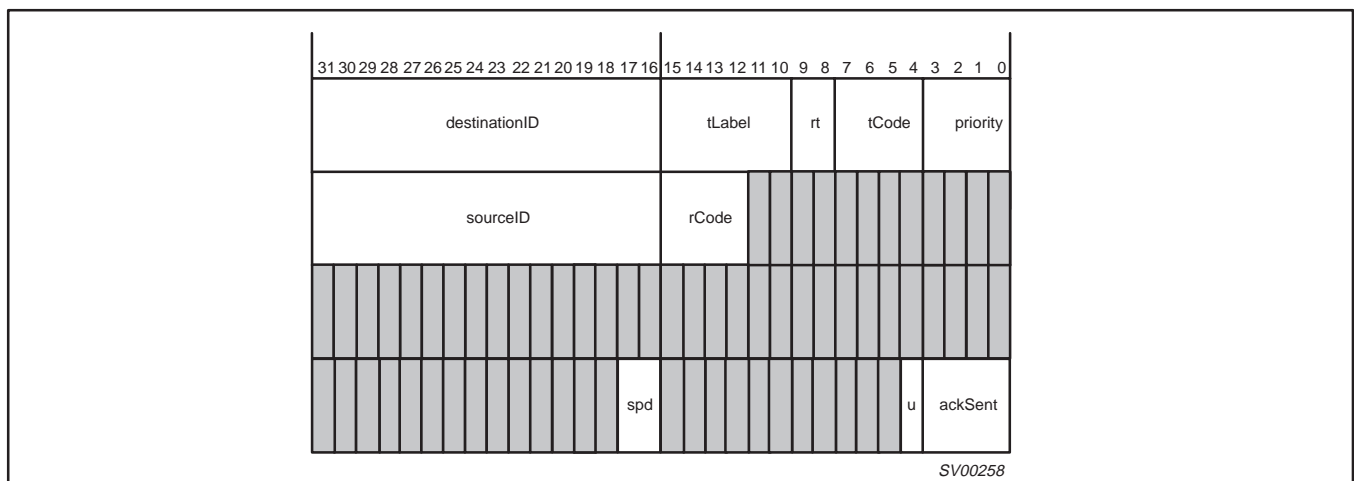 31 30 29 28 27 26 25 24 23 22 21 20 19 18 17 16 15 14 13 12 11 10 9 8 7 6 5 4 3 2 1 0
destinationID tLabel rt tCode priority
sourceID rCode
spd u ackSent
SV00258